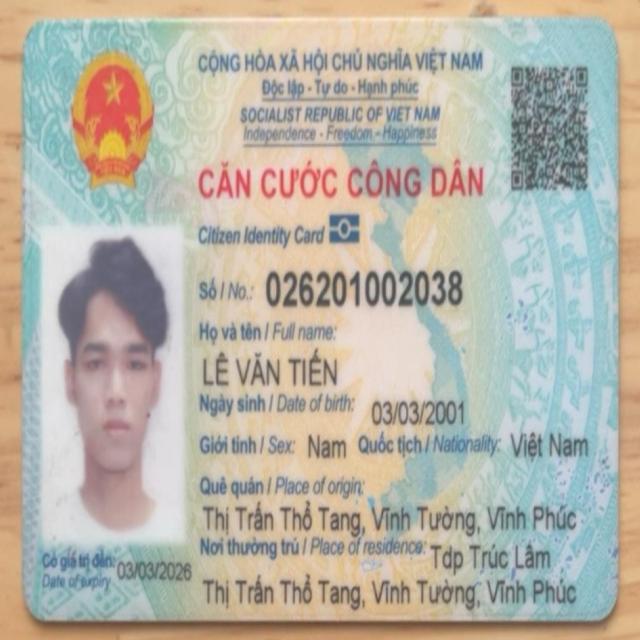 CỘNG HÒA XÃ HỘI CHỦ NGHĨA VIỆT NAM
Độc lập - Tự do - Hạnh phúc
SOCIALIST REPUBLIC OF VIET NAM
Independence - Freedom - Happiness
CĂN CƯỚC CÔNG DÂN
Citizen Identity Card
Số / No.: 026201002038
Họ và tên / Full name:
LÊ VĂN TIẾN
Ngày sinh / Date of birth: 03/03/2001
Giới tính / Sex: Nam Quốc tịch / Nationality: Việt Nam
Quê quán / Place of origin:
Thị Trấn Thổ Tang, Vĩnh Tường, Vĩnh Phúc
Nơi thường trú / Place of residence: Tdp Trúc Lâm
Thị Trấn Thổ Tang, Vĩnh Tường, Vĩnh Phúc
Có giá trị đến: 03/03/2026
Date of expiry